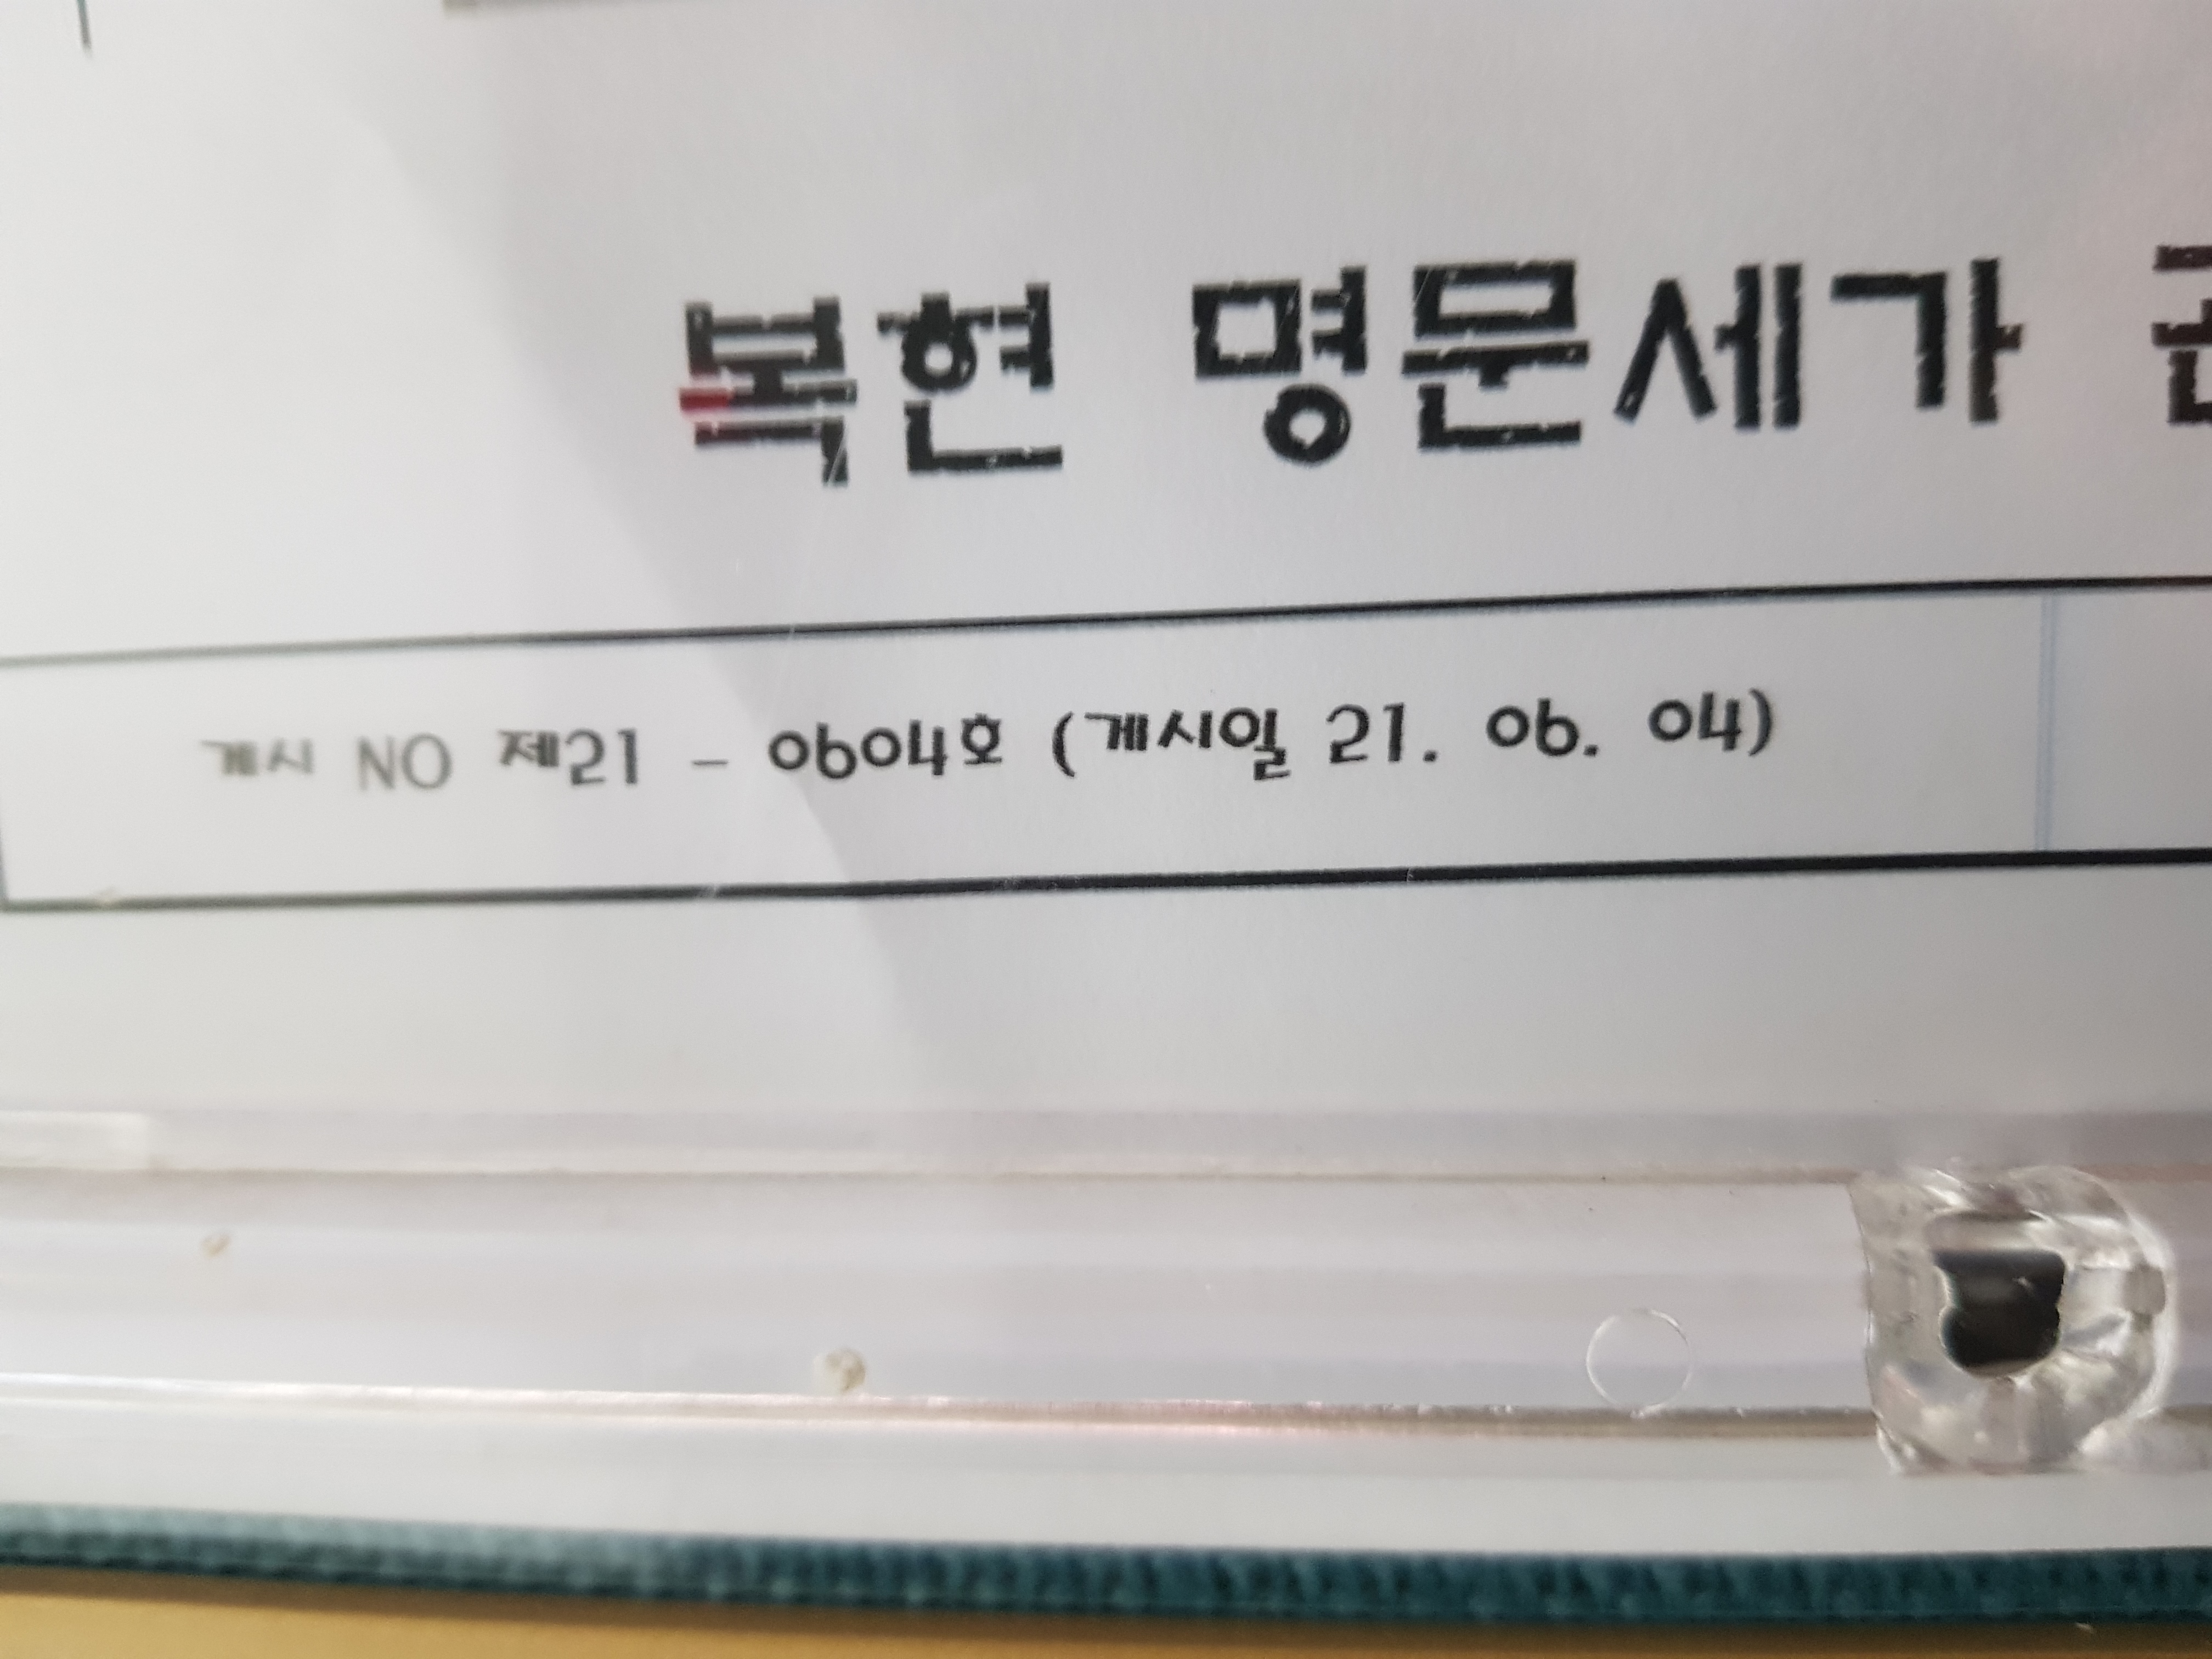 복현 명문세가
게시 NO 제21 - 0604호 (게시일 21. 06. 04)